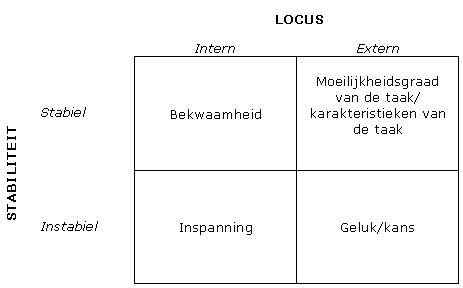 LOCUS
Intern
Extern
STABILITEIT
Stabiel
Bekwaamheid
Moeilijkheidsgraad
van de taak/
karakteristieken van
de taak
Instabiel
Inspanning
Geluk/kans